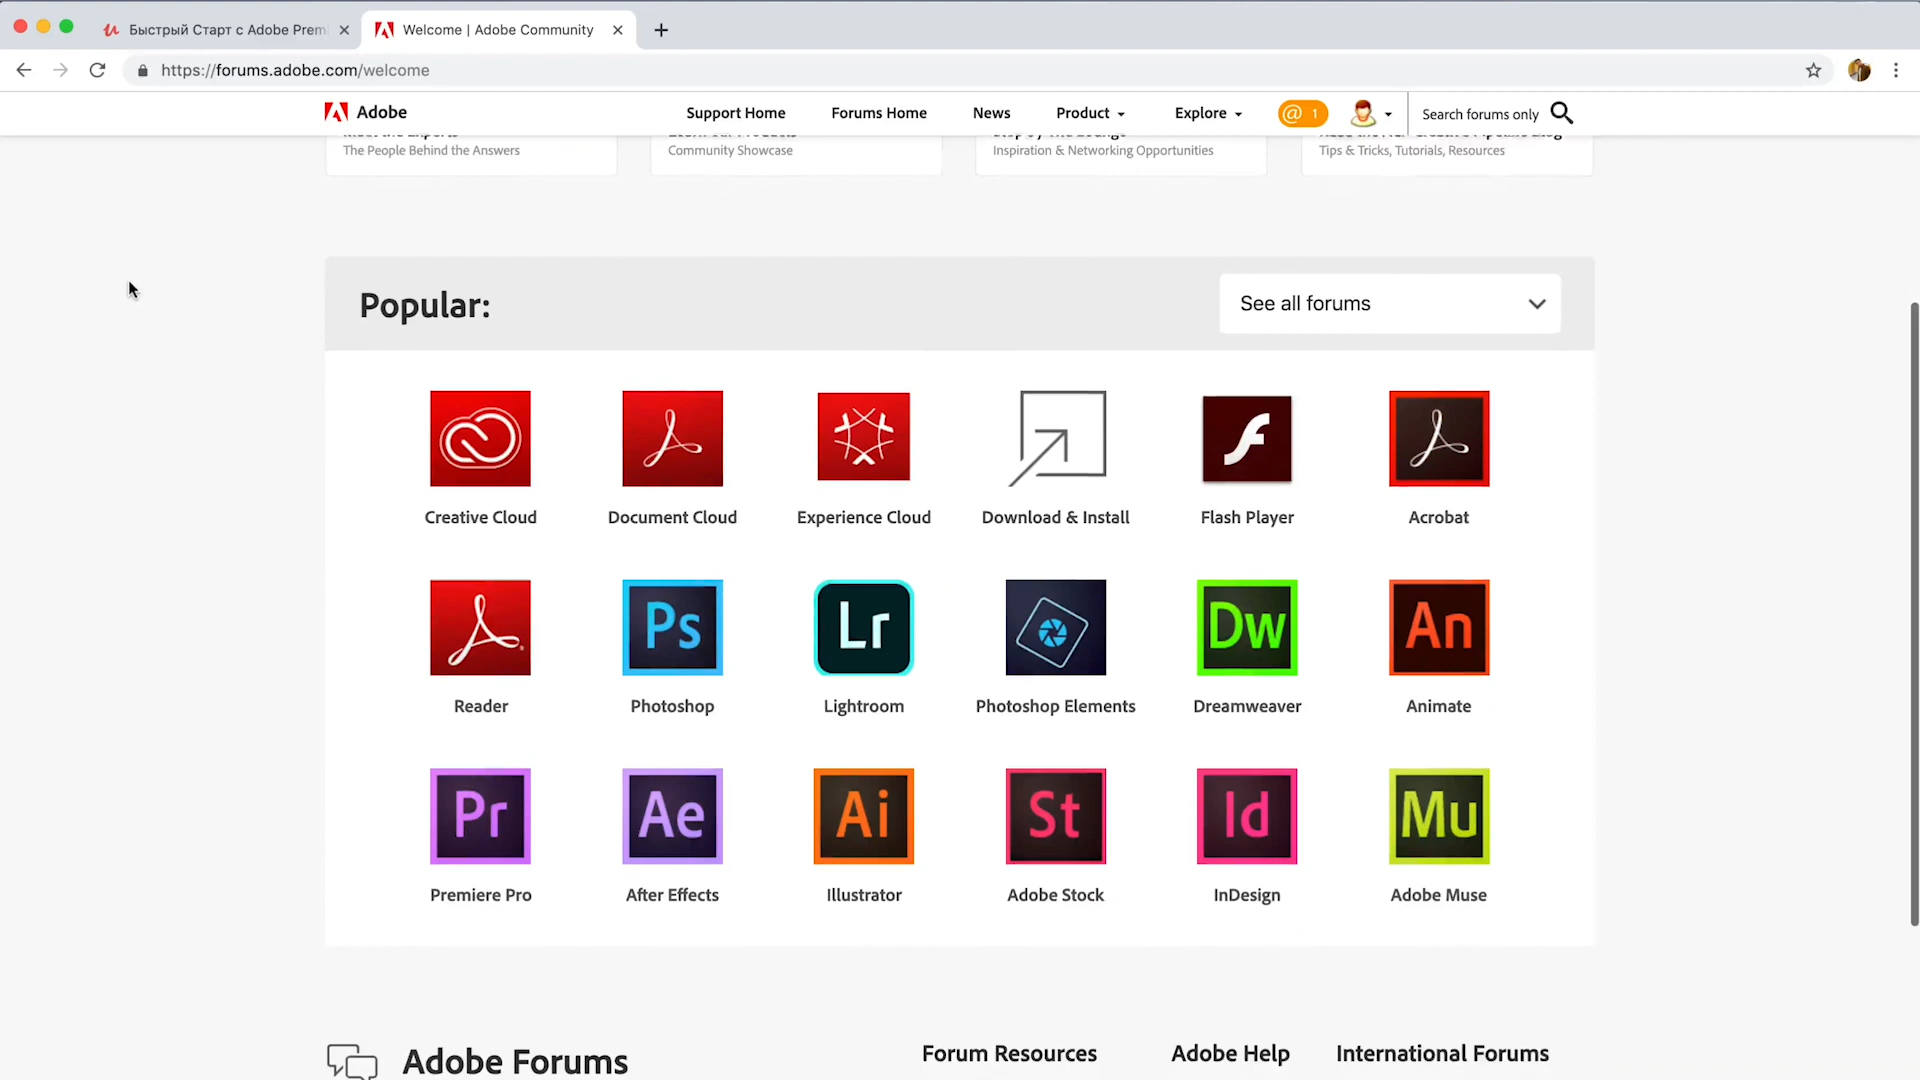 Быстрый Старт с Adobe Premi
Welcome | Adobe Community
https://forums.adobe.com/welcome
Adobe
Support Home
Forums Home
News
Product
Explore
@ 1
Search forums only
The People Behind the Answers
Community Showcase
Inspiration & Networking Opportunities
Tips & Tricks, Tutorials, Resources
Popular:
See all forums
Creative Cloud
Document Cloud
Experience Cloud
Download & Install
Flash Player
Acrobat
Ps
Lr
Dw
An
Reader
Photoshop
Lightroom
Photoshop Elements
Dreamweaver
Animate
Pr
Ae
Ai
St
Id
Mu
Premiere Pro
After Effects
Illustrator
Adobe Stock
InDesign
Adobe Muse
Adobe Forums
Forum Resources
Adobe Help
International Forums